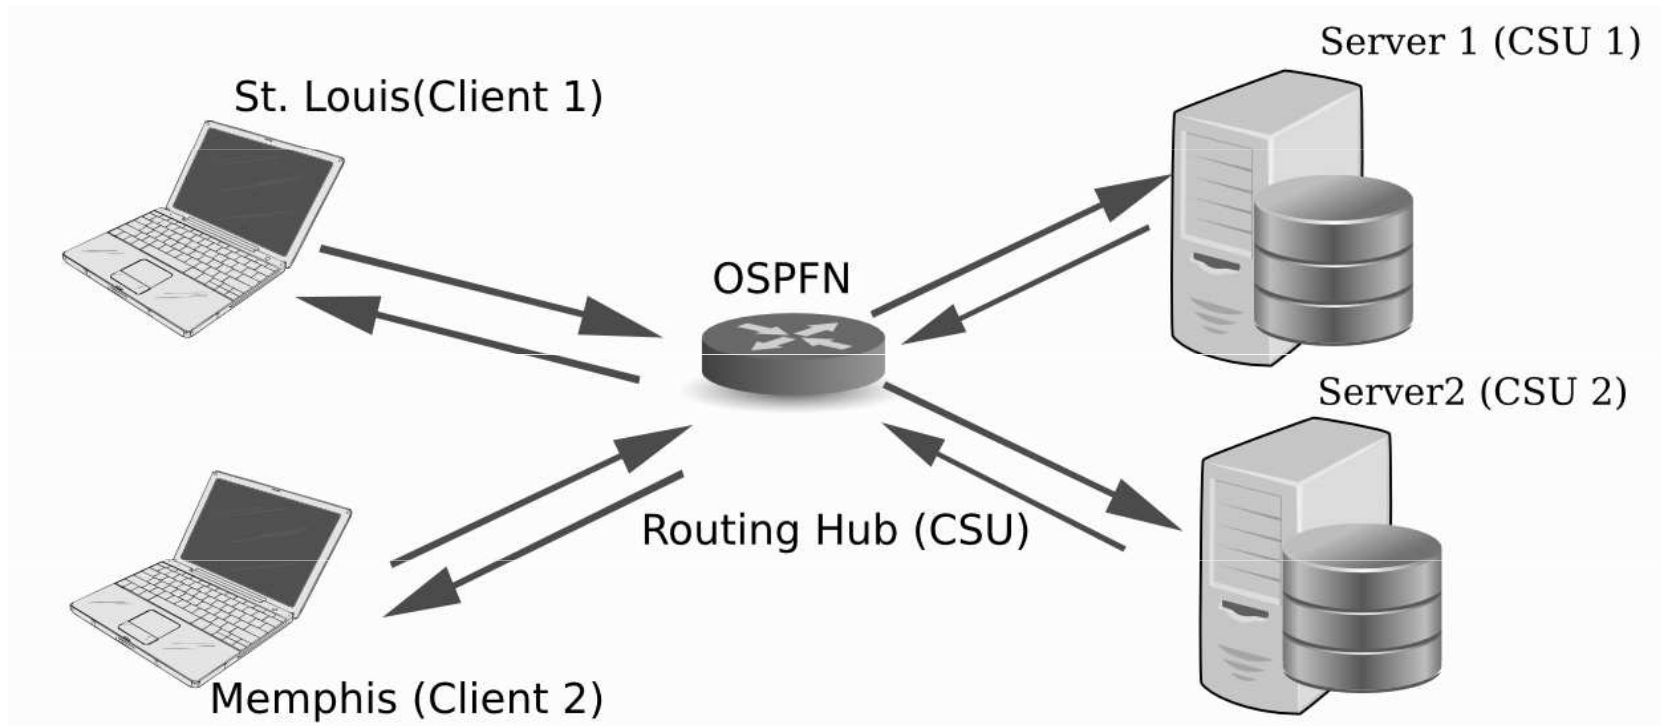 Server 1 (CSU 1)
St. Louis(Client 1)
OSPFN
Server2 (CSU 2)
Routing Hub (CSU)
Memphis (Client 2)